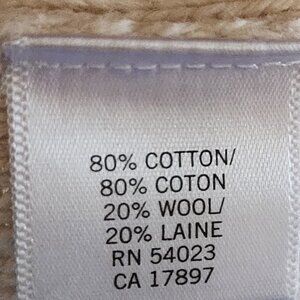 80% COTTON/
80% COTON
20% WOOL/
20% LAINE
RN 54023
CA 17897